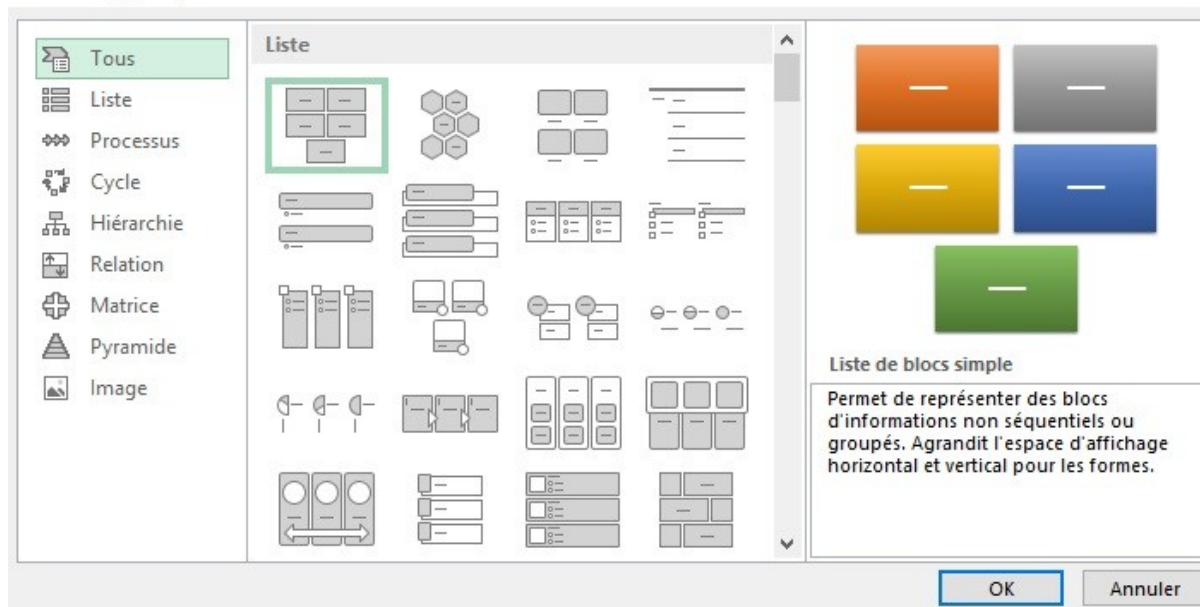 Tous
Liste
Processus
Cycle
Hiérarchie
Relation
Matrice
Pyramide
Image
Liste
Liste de blocs simple
Permet de représenter des blocs
d'informations non séquentiels ou
groupés. Agrandit l'espace d'affichage
horizontal et vertical pour les formes.
OK
Annuler